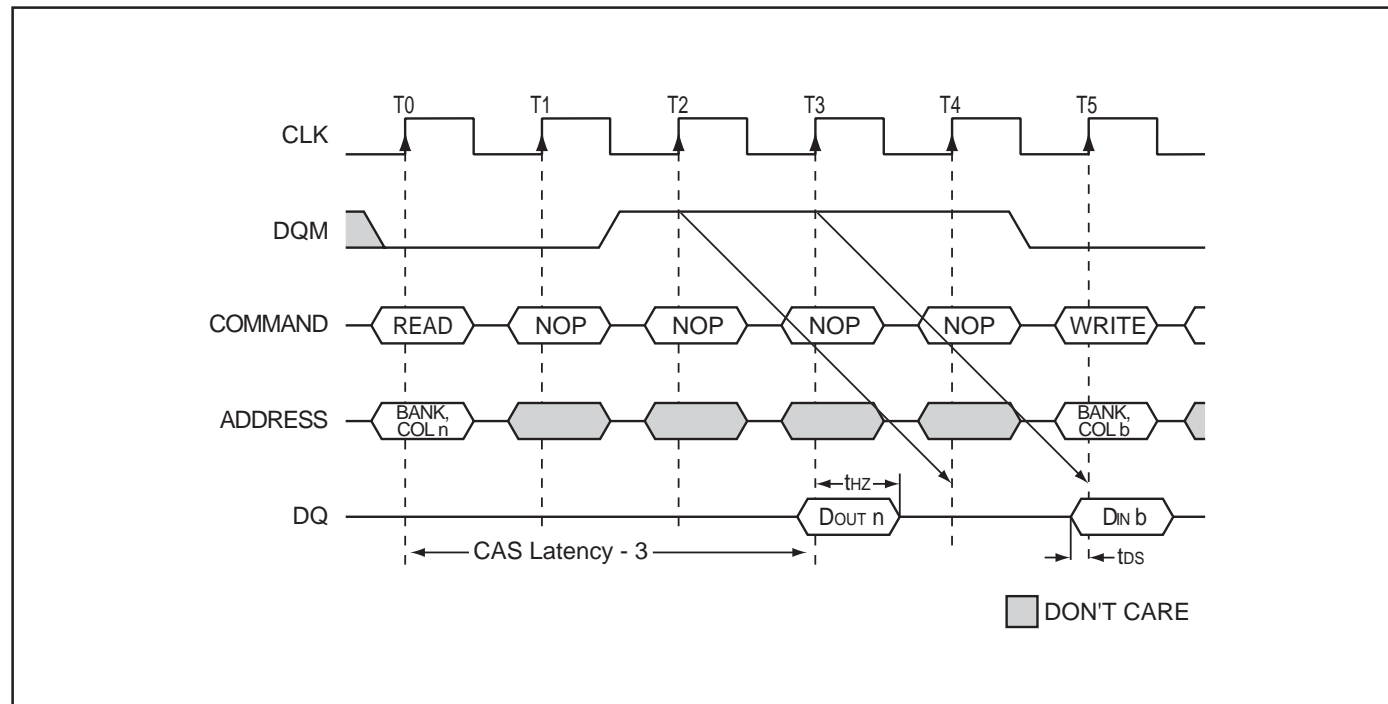 T0 T1 T2 T3 T4 T5
CLK
DQM
COMMAND READ NOP NOP NOP NOP WRITE
ADDRESS BANK, COL n BANK, COL b
tHZ
DQ DOUT n DIN b
CAS Latency - 3 tDS
DON'T CARE